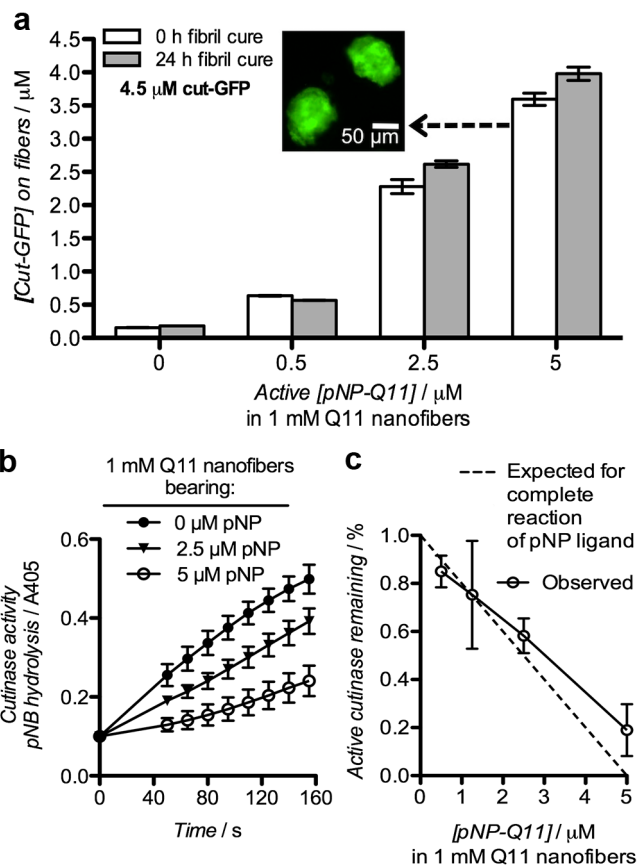 a
0 h fibril cure
24 h fibril cure
4.5 μM cut-GFP
50 μm
4.5
4.0
3.5
3.0
2.5
2.0
1.5
1.0
0.5
0.0
[Cut-GFP] on fibers / μM
0 0.5 2.5 5
Active [pNP-Q11] / μM
in 1 mM Q11 nanofibers
b
1 mM Q11 nanofibers
bearing:
0 μM pNP
2.5 μM pNP
5 μM pNP
0.6
0.4
0.2
0.0
Cutinase activity
pNB hydrolysis / A405
0 40 80 120 160
Time / s
c
Expected for
complete
reaction
of pNP ligand
Observed
1.0
0.8
0.6
0.4
0.2
0.0
Active cutinase remaining / %
0 1 2 3 4 5
[pNP-Q11] / μM
in 1 mM Q11 nanofibers